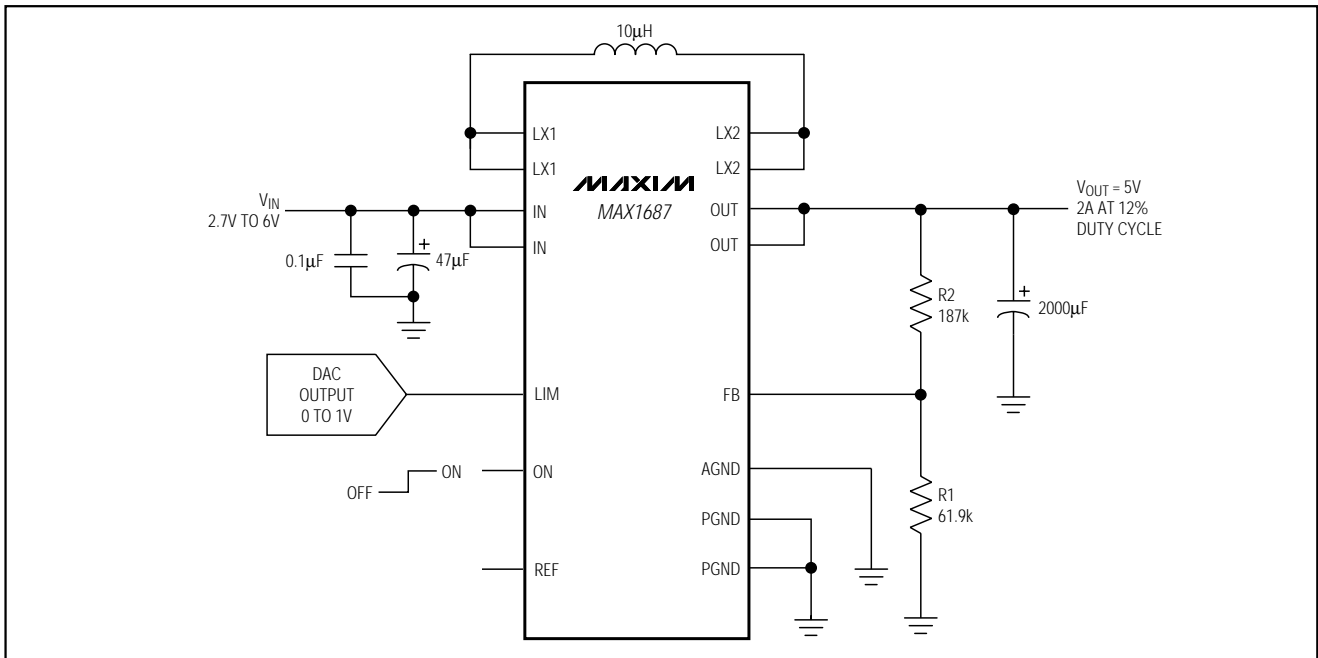 10μH
LX1
LX1
LX2
LX2
MAXIM
MAX1687
VIN
2.7V TO 6V
IN
IN
OUT
OUT
VOUT = 5V
2A AT 12%
DUTY CYCLE
0.1μF
+
47μF
R2
187k
+
2000μF
DAC
OUTPUT
0 TO 1V
LIM
FB
OFF
ON
ON
AGND
R1
61.9k
PGND
REF
PGND